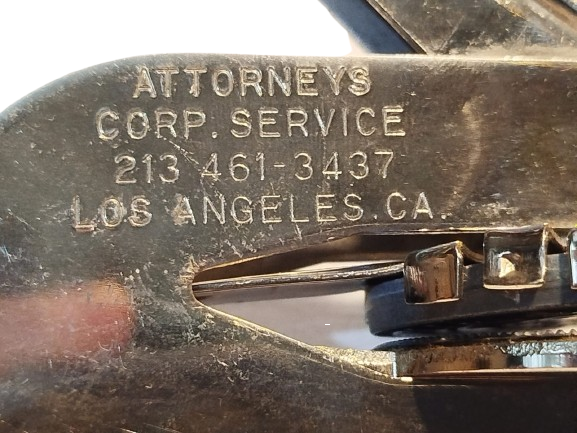 ATTORNEYS
CORP. SERVICE
213 461-3437
LOS ANGELES. CA.